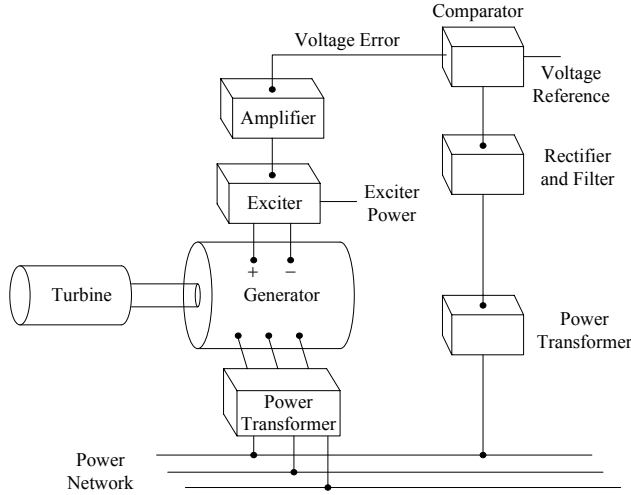 Comparator
Voltage Error
Voltage
Reference
Amplifier
Rectifier
and Filter
Exciter
Exciter
Power
+ −
Turbine
Generator
Power
Transformer
Power
Transformer
Power
Network